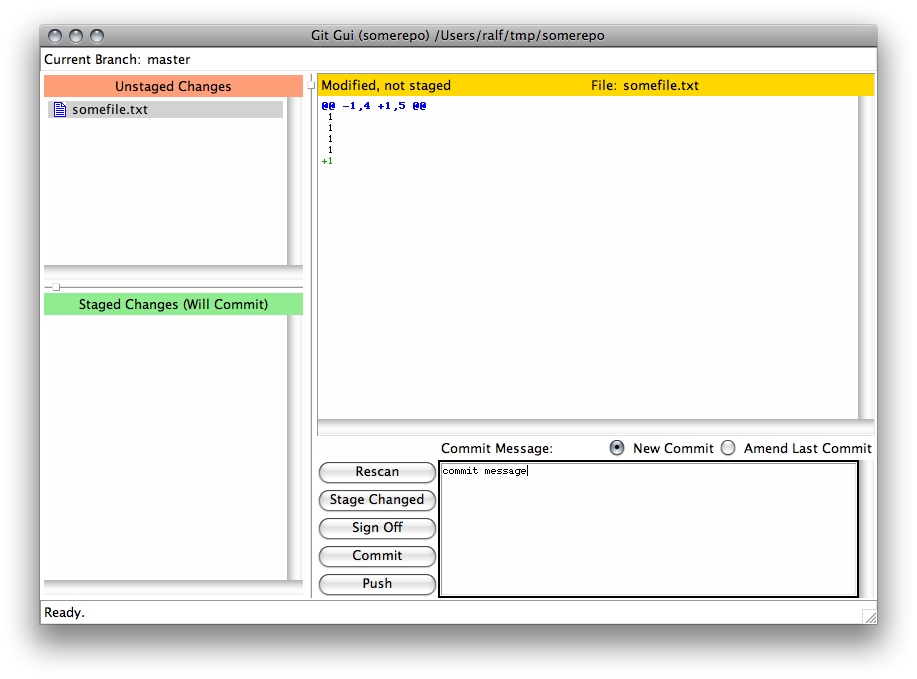 Git Gui (somerepo) /Users/ralf/tmp/somerepo
Current Branch: master
Unstaged Changes
somefile.txt
Modified, not staged File: somefile.txt
@@ -1,4 +1,5 @@
1
1
1
1
+1
Staged Changes (Will Commit)
Commit Message: New Commit Amend Last Commit
Rescan
Stage Changed
Sign Off
Commit
Push
commit message
Ready.